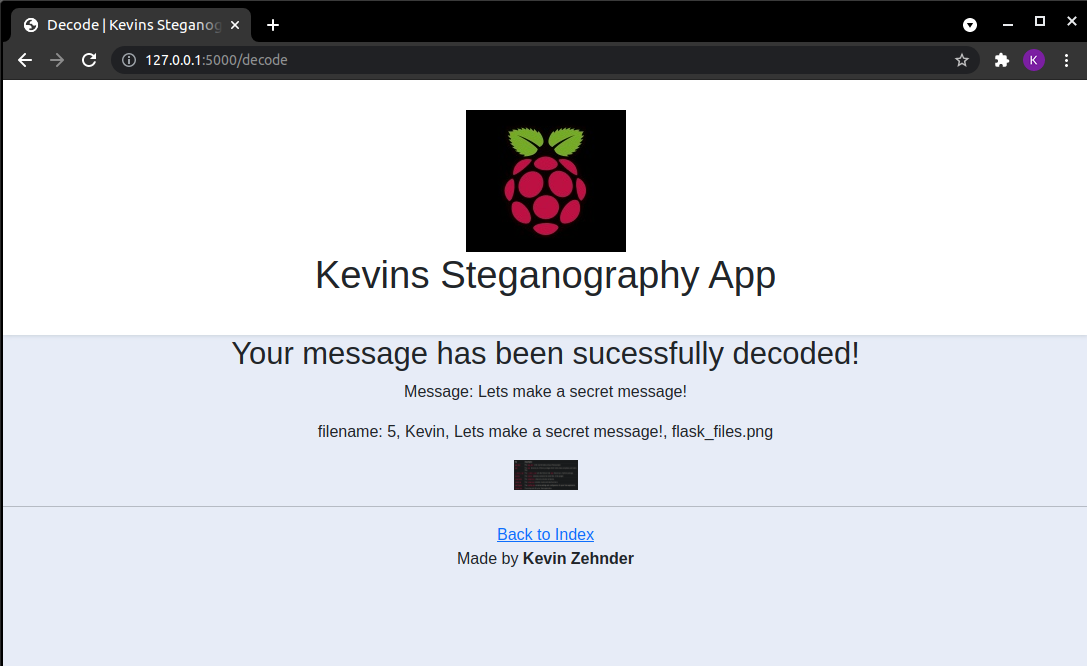 Decode | Kevins Steganog
127.0.0.1:5000/decode
K
Kevins Steganography App
Your message has been sucessfully decoded!
Message: Lets make a secret message!
filename: 5, Kevin, Lets make a secret message!, flask_files.png
Back to Index
Made by Kevin Zehnder